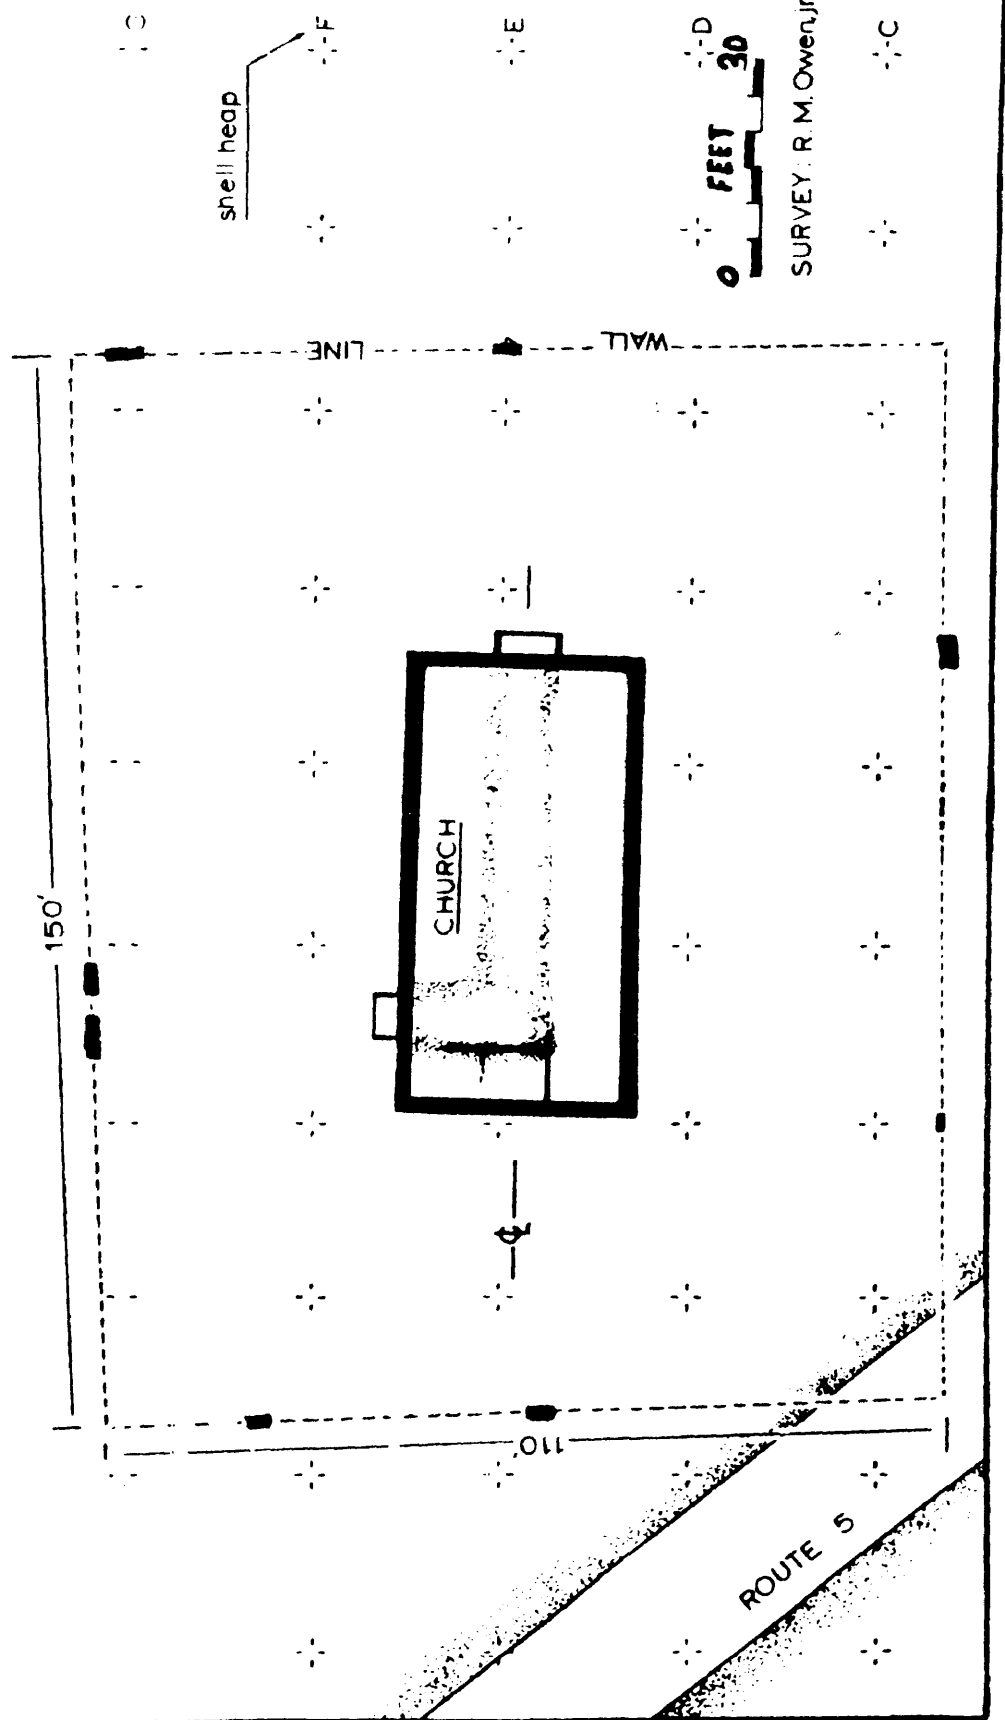 G
F
E
D
C
shell heap
0 FEET 30
SURVEY: R. M. Owen, Jr
WALL LINE
150'
CHURCH
℄
110'
ROUTE 5